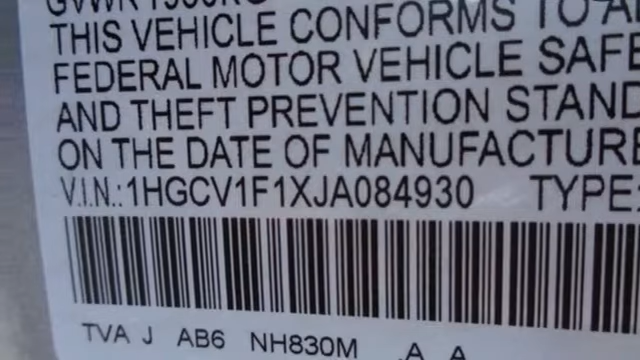 THIS VEHICLE CONFORMS TO
FEDERAL MOTOR VEHICLE SAFE
AND THEFT PREVENTION STAND
ON THE DATE OF MANUFACTURE
V.I.N.:1HGCV1F1XJA084930 TYPE:
TVA J AB6 NH830M A A